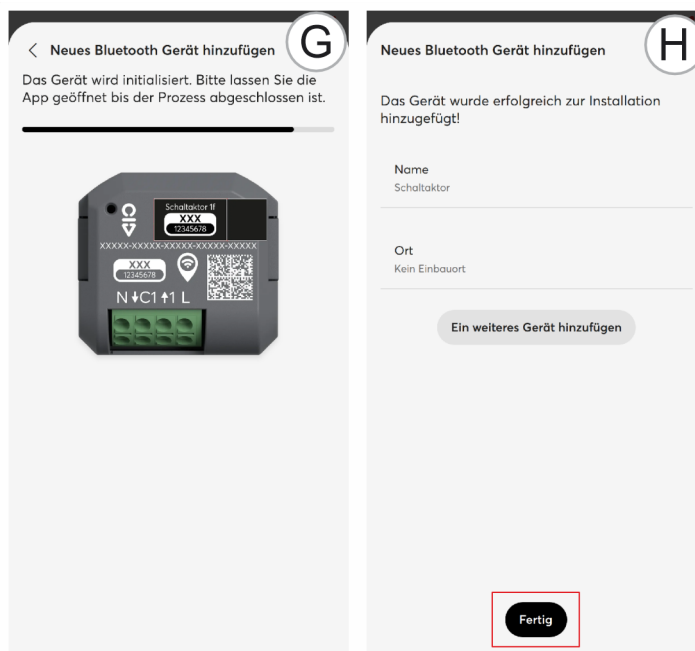 Neues Bluetooth Gerät hinzufügen
G
Das Gerät wird initialisiert. Bitte lassen Sie die
App geöffnet bis der Prozess abgeschlossen ist.
Schaltaktor 1f
XXX
12345678
XXXXX-XXXXX-XXXXX-XXXXX-XXXXX
XXX
12345678
N C1 1 L
H
Neues Bluetooth Gerät hinzufügen
Das Gerät wurde erfolgreich zur Installation
hinzugefügt!
Name
Schaltaktor
Ort
Kein Einbauort
Ein weiteres Gerät hinzufügen
Fertig